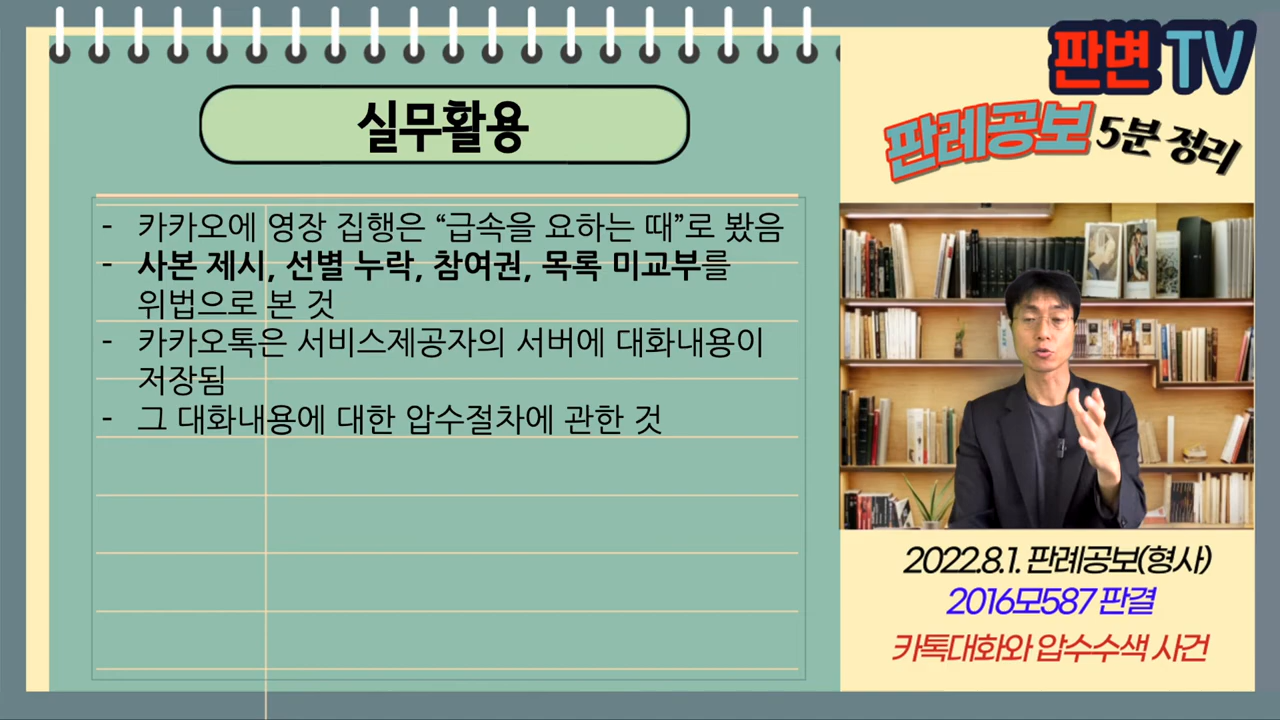 판변 TV
판례공보 5분 정리
실무활용
- 카카오에 영장 집행은 “급속을 요하는 때”로 봤음
- 사본 제시, 선별 누락, 참여권, 목록 미교부를
위법으로 본 것
- 카카오톡은 서비스제공자의 서버에 대화내용이
저장됨
- 그 대화내용에 대한 압수절차에 관한 것
2022.8.1. 판례공보(형사)
2016모587 판결
카톡대화와 압수수색 사건